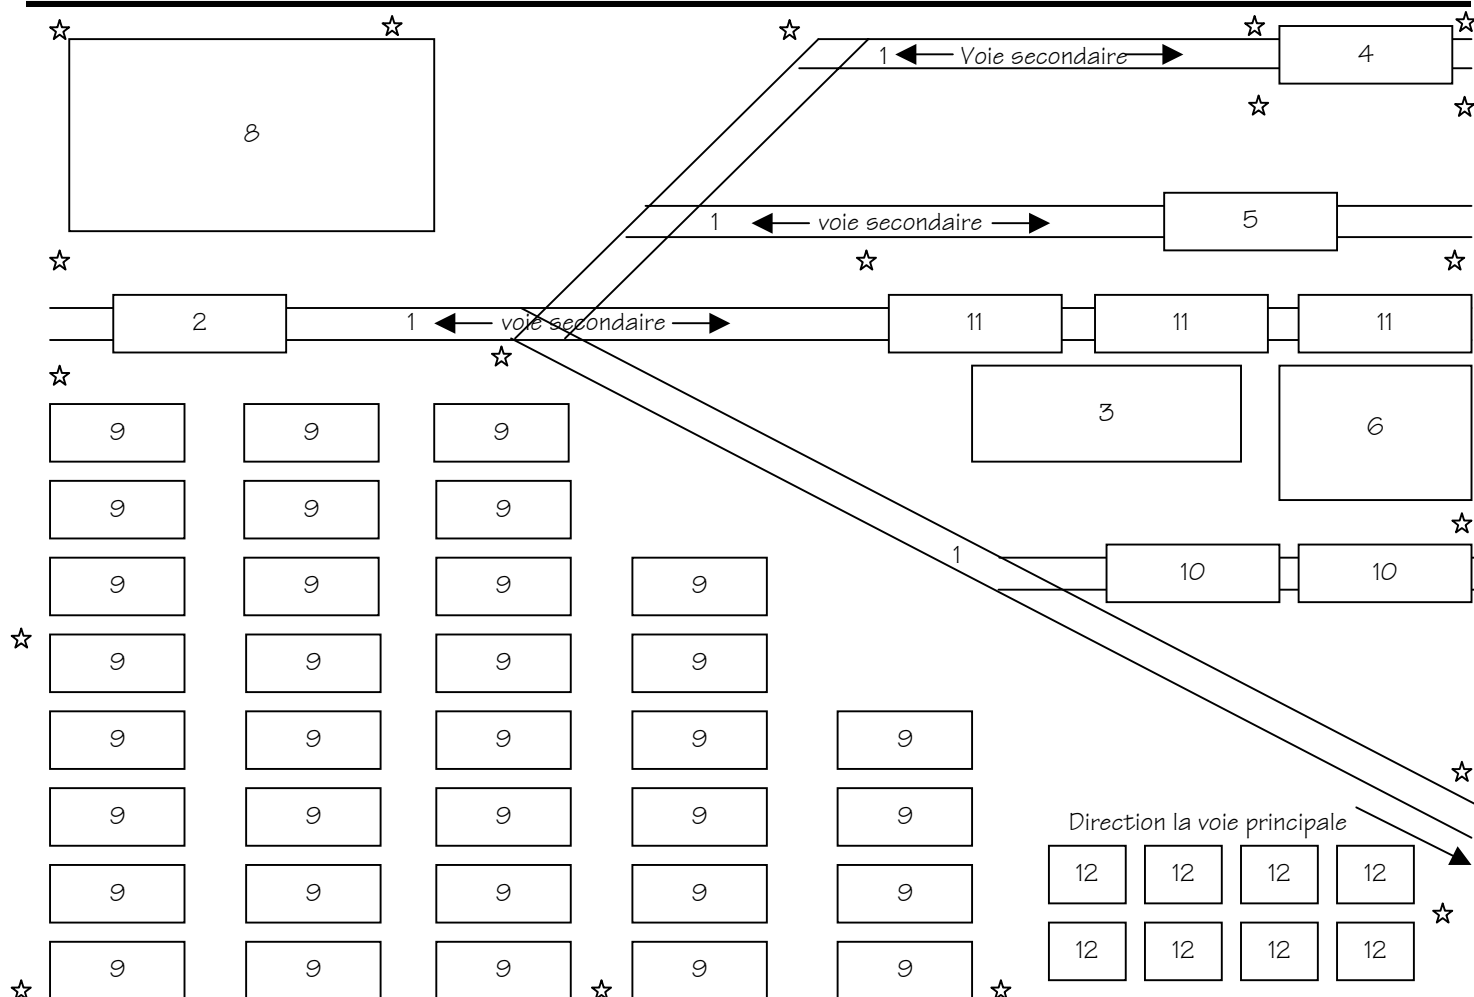 1 Voie secondaire 4
8
1 voie secondaire 5
2 1 voie secondaire 11 11 11
3 6
9 9 9
9 9 9
1 10 10
9 9 9 9
9 9 9 9
9 9 9 9 9
9 9 9 9 9
Direction la voie principale
12 12 12 12
9 9 9 9 9
12 12 12 12
9 9 9 9 9